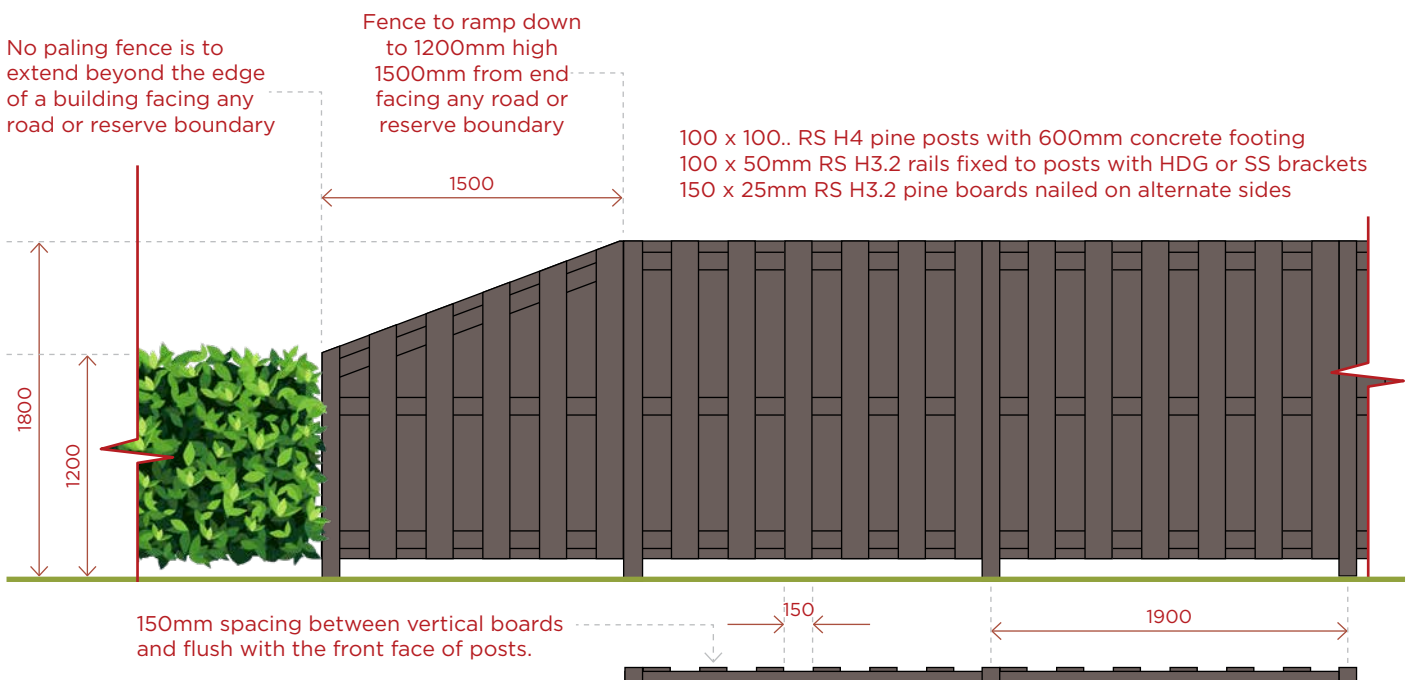 No paling fence is to
extend beyond the edge
of a building facing any
road or reserve boundary
Fence to ramp down
to 1200mm high
1500mm from end
facing any road or
reserve boundary
100 x 100.. RS H4 pine posts with 600mm concrete footing
100 x 50mm RS H3.2 rails fixed to posts with HDG or SS brackets
150 x 25mm RS H3.2 pine boards nailed on alternate sides
1500
1800
1200
150mm spacing between vertical boards
and flush with the front face of posts.
150
1900